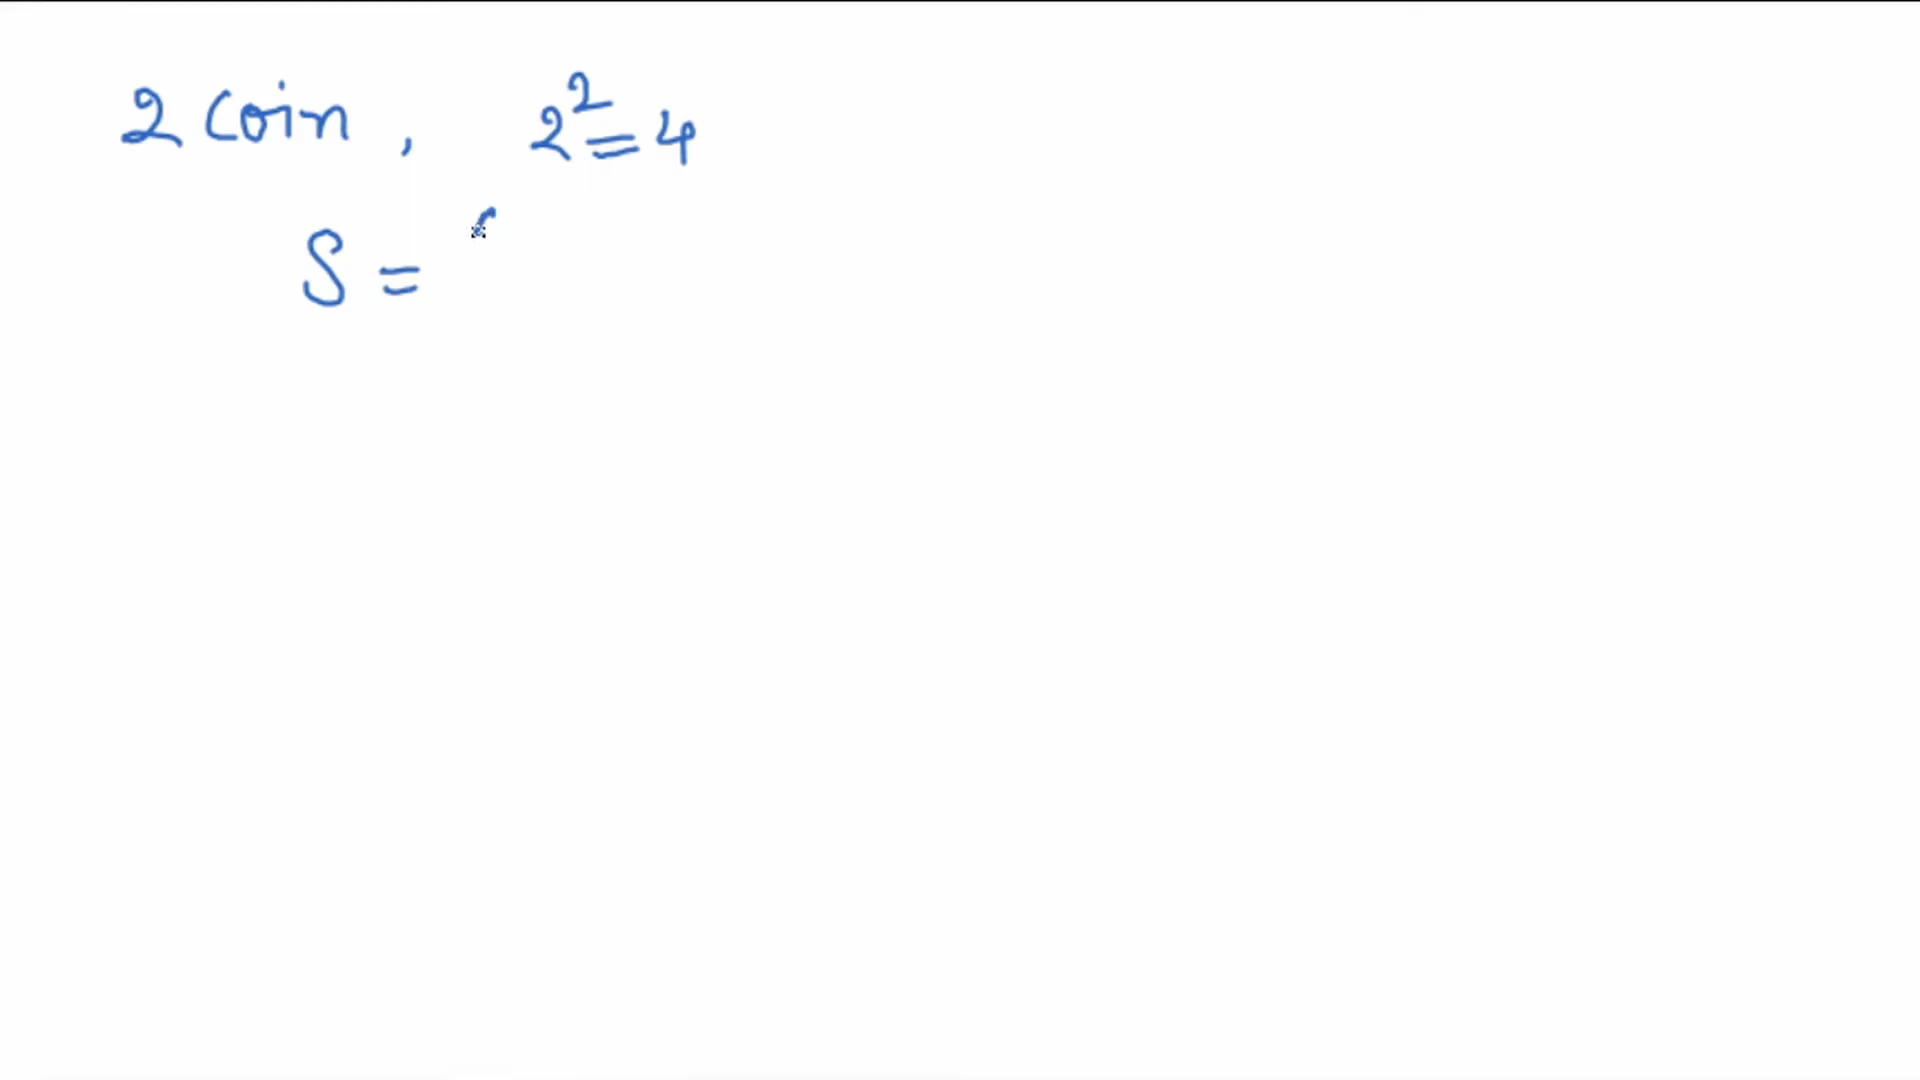 2 coin , 2² = 4
S =